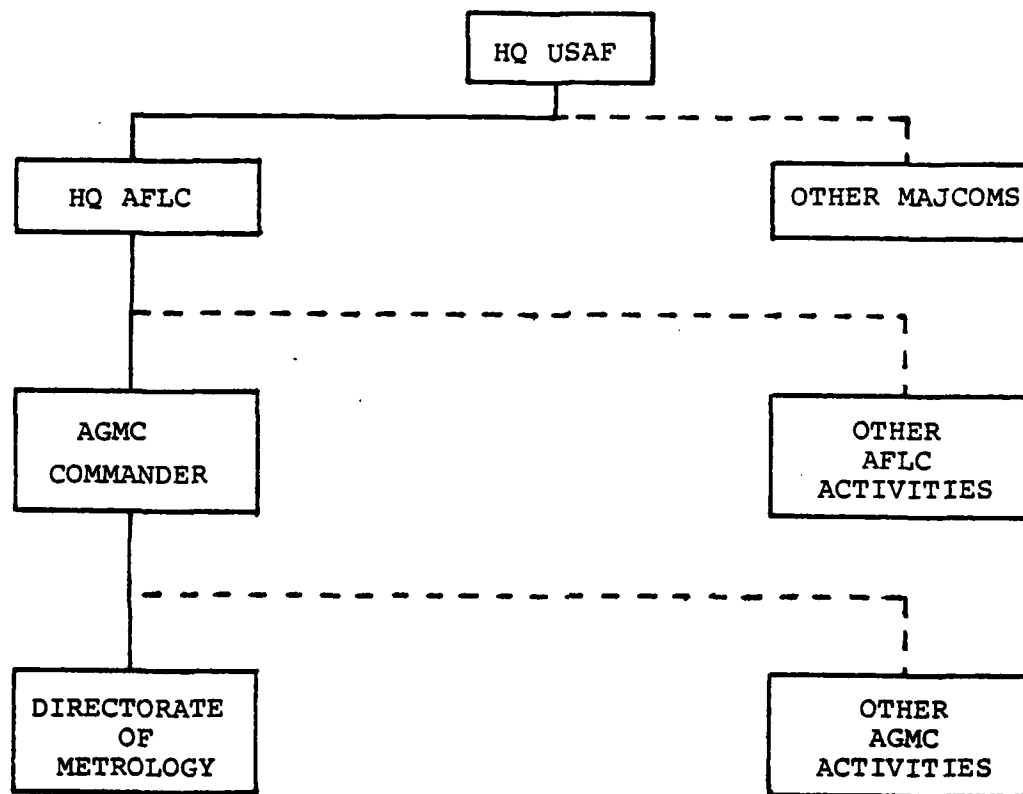 HQ USAF
HQ AFLC
OTHER MAJCOMS
AGMC
COMMANDER
OTHER
AFLC
ACTIVITIES
DIRECTORATE
OF
METROLOGY
OTHER
AGMC
ACTIVITIES